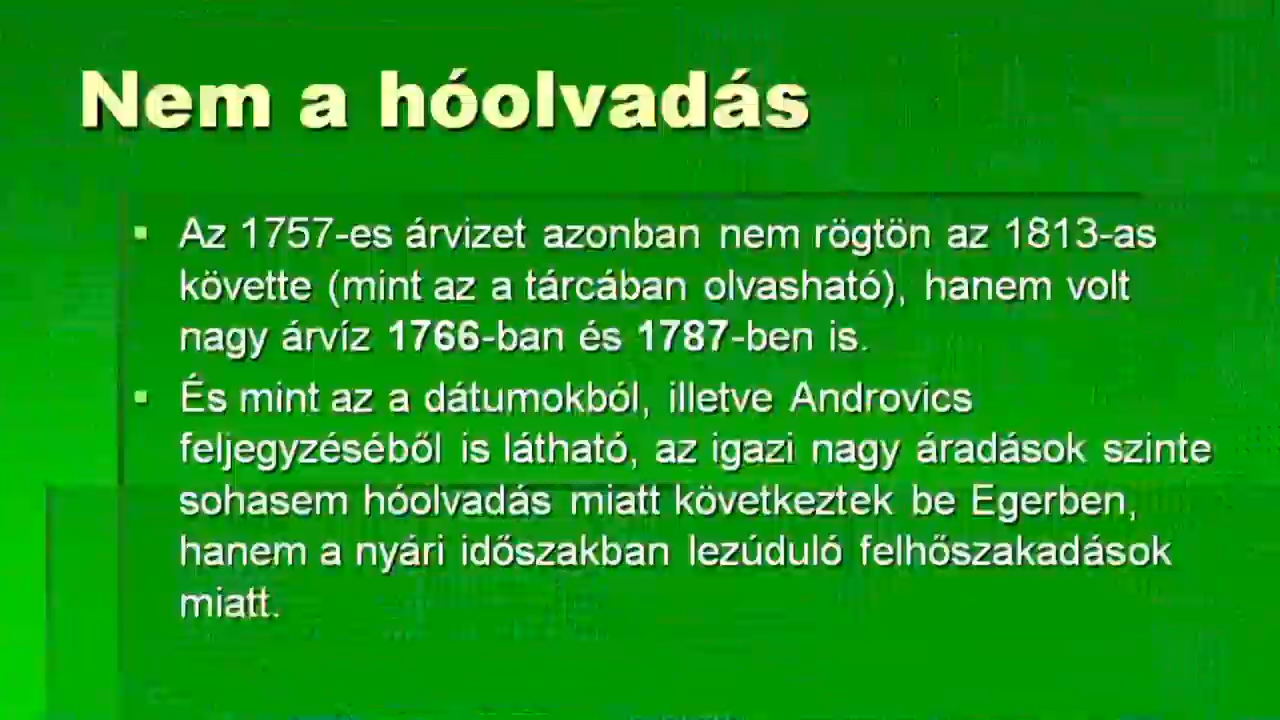 Nem a hóolvadás
Az 1757-es árvizet azonban nem rögtön az 1813-as
követte (mint az a tárcában olvasható), hanem volt
nagy árvíz 1766-ban és 1787-ben is.
És mint az a dátumokból, illetve Androvics
feljegyzéséből is látható, az igazi nagy áradások szinte
sohasem hóolvadás miatt következtek be Egerben,
hanem a nyári időszakban lezúduló felhőszakadások
miatt.